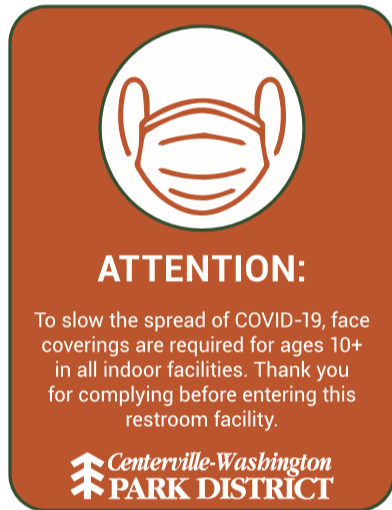 ATTENTION:
To slow the spread of COVID-19, face
coverings are required for ages 10+
in all indoor facilities. Thank you
for complying before entering this
restroom facility.
Centerville-Washington
PARK DISTRICT